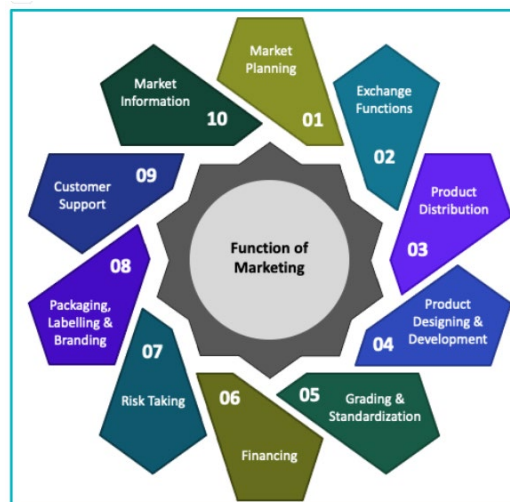 Function of
Marketing
Market
Planning
01
Exchange
Functions
02
Product
Distribution
03
Product
Designing &
Development
04
05
Grading &
Standardization
06
Financing
07
Risk Taking
08
Packaging,
Labelling &
Branding
09
Customer
Support
Market
Information
10